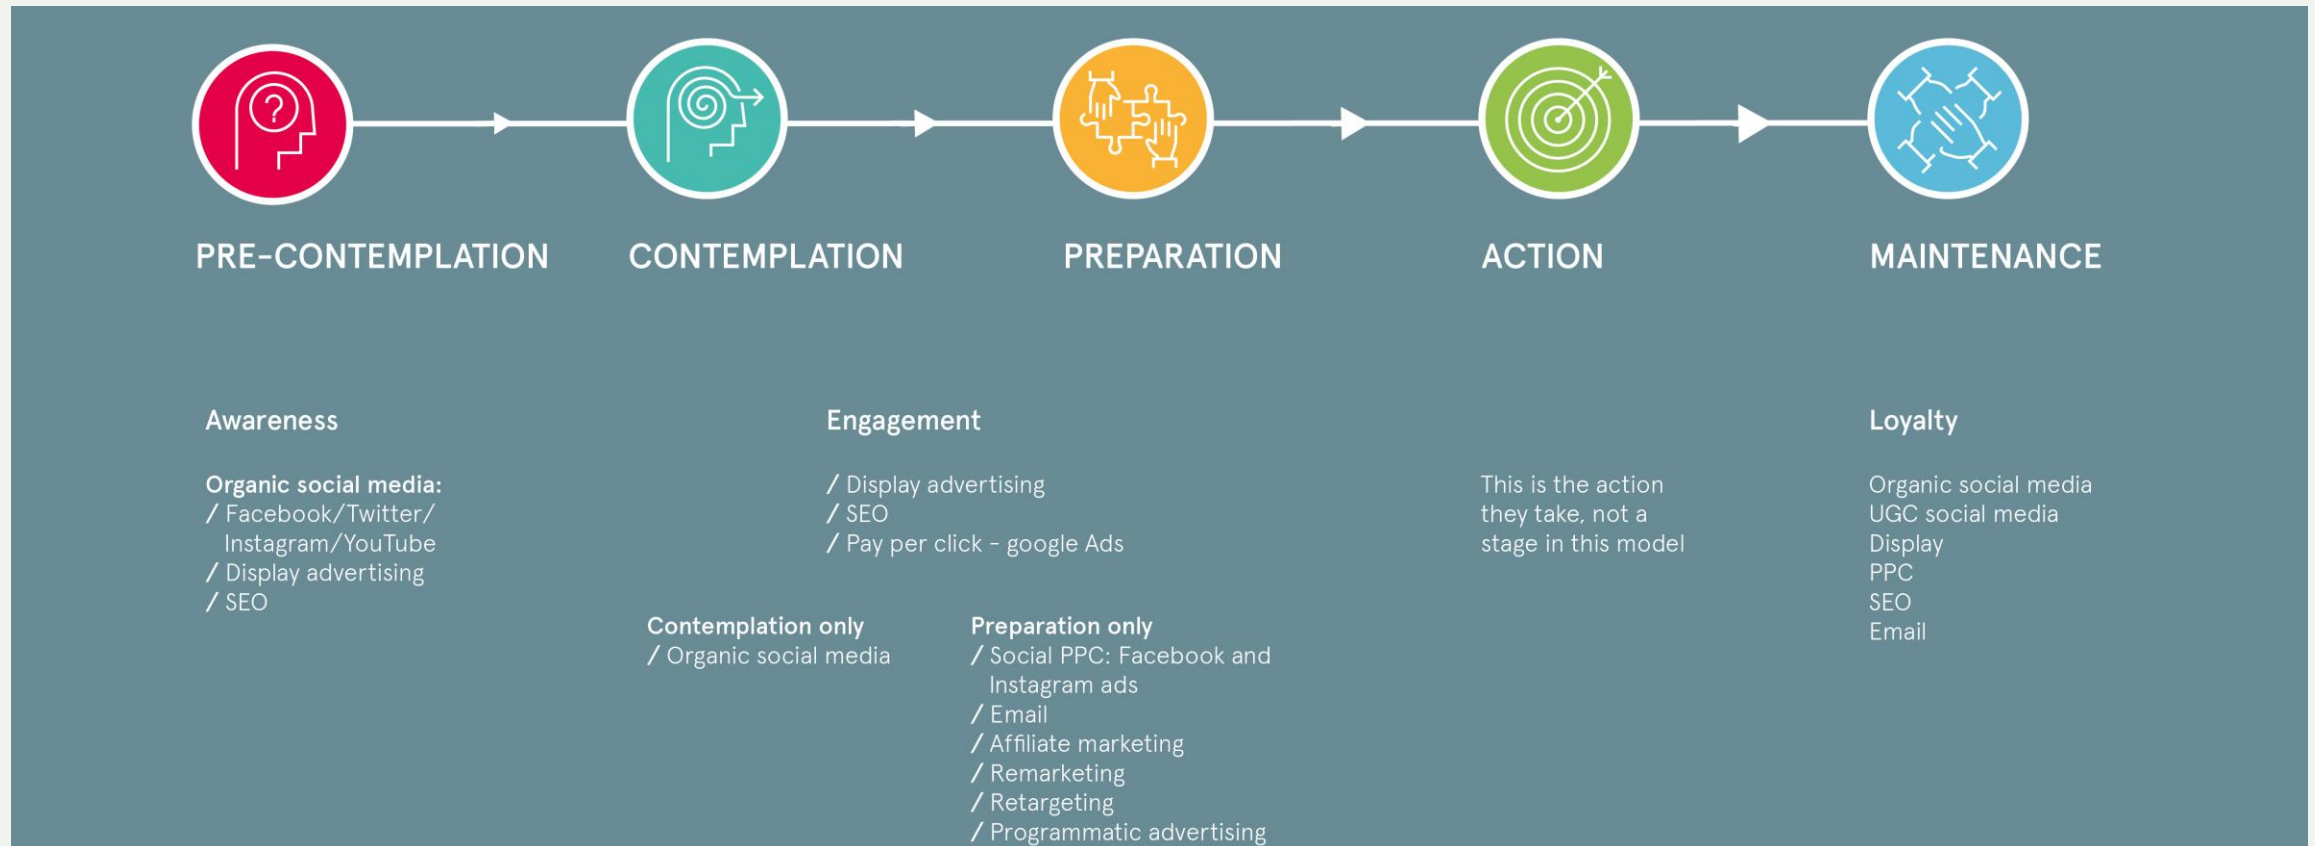 ?
PRE-CONTEMPLATION
CONTEMPLATION
PREPARATION
ACTION
MAINTENANCE
Awareness
Organic social media:
/ Facebook/Twitter/
Instagram/YouTube
/ Display advertising
/ SEO
Engagement
/ Display advertising
/ SEO
/ Pay per click - google Ads
Contemplation only
/ Organic social media
Preparation only
/ Social PPC: Facebook and
Instagram ads
/ Email
/ Affiliate marketing
/ Remarketing
/ Retargeting
/ Programmatic advertising
This is the action
they take, not a
stage in this model
Loyalty
Organic social media
UGC social media
Display
PPC
SEO
Email